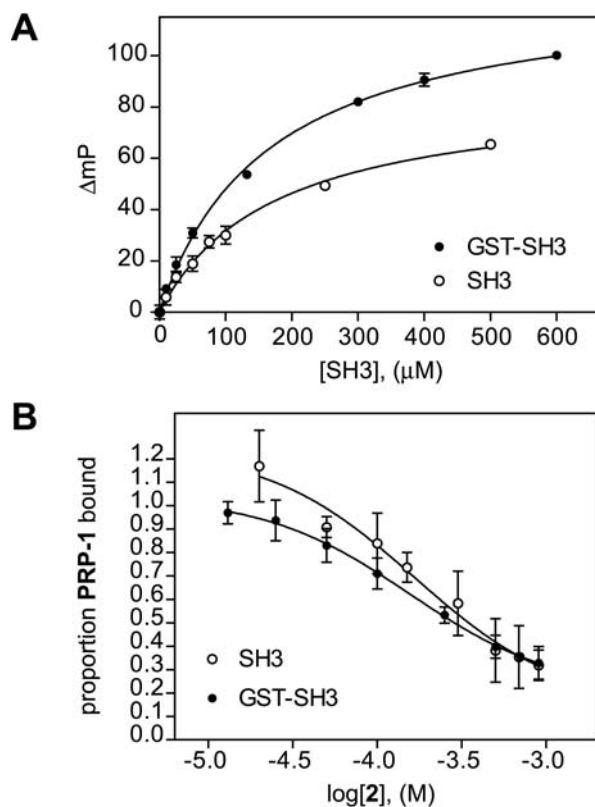 A
100
80
60
40
20
0
ΔmP
GST-SH3
SH3
0 100 200 300 400 500 600
[SH3], (μM)
B
1.2
1.1
1.0
0.9
0.8
0.7
0.6
0.5
0.4
0.3
0.2
0.1
0.0
proportion PRP-1 bound
SH3
GST-SH3
-5.0 -4.5 -4.0 -3.5 -3.0
log[2], (M)